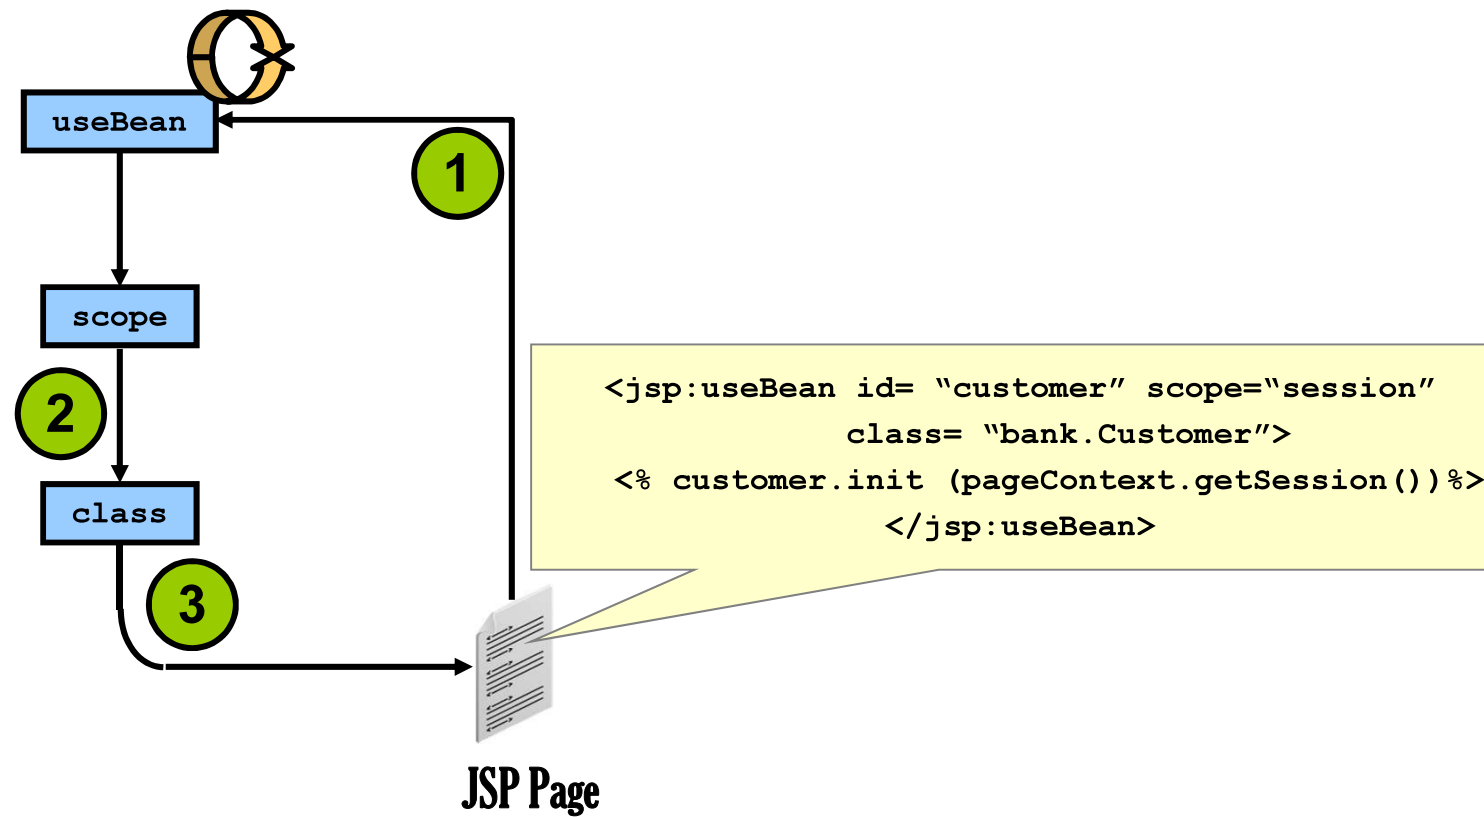 useBean
1
scope
2
<jsp:useBean id= “customer” scope=“session”
class= “bank.Customer”>
<% customer.init (pageContext.getSession())%>
</jsp:useBean>
class
3
JSP Page